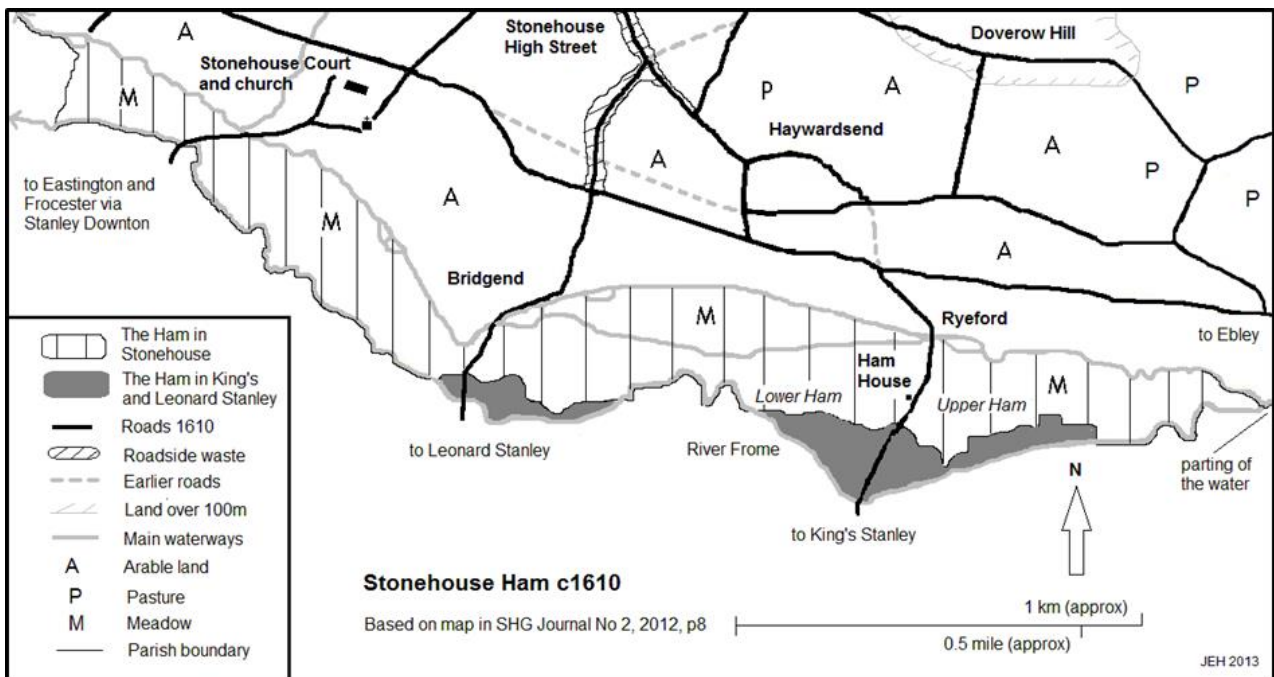 Stonehouse
High Street
Doverow Hill
A
Stonehouse Court
and church
P
M
p
A
Haywardsend
A
A
P
P
to Eastington and
Frocester via
Stanley Downton
A
M
A
Bridgend
M
Ryeford
to Ebley
Ham
House
M
Lower Ham
Upper Ham
to Leonard Stanley
River Frome
N
parting of
the water
to King's Stanley
The Ham in
Stonehouse
The Ham in King's
and Leonard Stanley
Roads 1610
Roadside waste
Earlier roads
Land over 100m
Main waterways
A Arable land
P Pasture
M Meadow
Parish boundary
Stonehouse Ham c1610
Based on map in SHG Journal No 2, 2012, p8
1 km (approx)
0.5 mile (approx)
JEH 2013